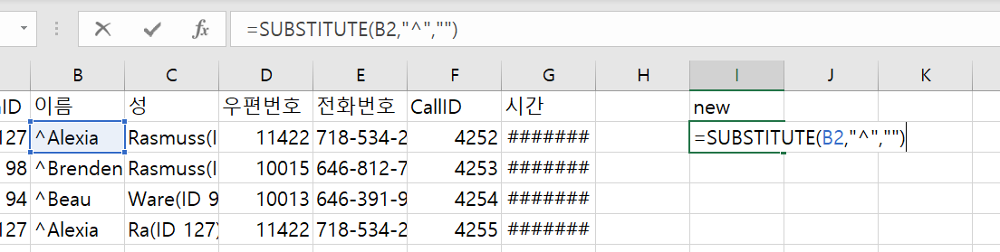 =SUBSTITUTE(B2,"^","")
B C D E F G H I J K
ID 이름 성 우편번호 전화번호 CallID 시간 new
127 ^Alexia Rasmuss(I 11422 718-534-2 4252 ####### =SUBSTITUTE(B2,"^","")
98 ^Brenden Rasmuss(I 10015 646-812-7 4253 #######
94 ^Beau Ware(ID 9 10013 646-391-9 4254 #######
127 ^Alexia Ra(ID 127) 11422 718-534-2 4255 #######